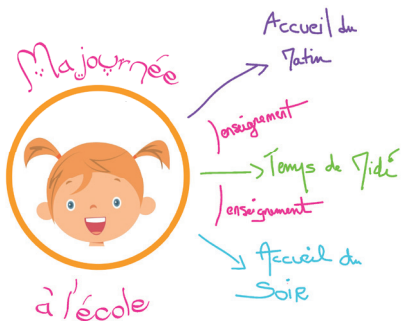 Ma journée
à l'école
Accueil du
Matin
enseignement
Temps de Midi
enseignement
Accueil du
SOIR